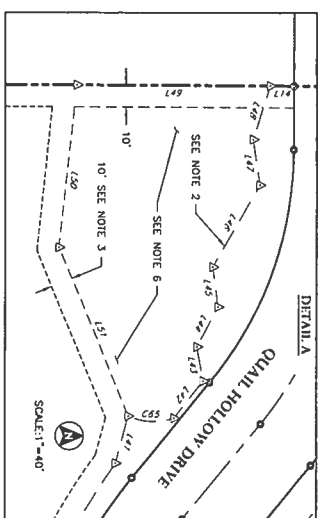 DETAIL A
QUAIL HOLLOW DRIVE
L14
L49
L48
L47
L46
L45
L44
L43
L42
C65
L41
L51
L50
10'
SEE NOTE 2
SEE NOTE 6
10' SEE NOTE 3
N
SCALE:1"=40'